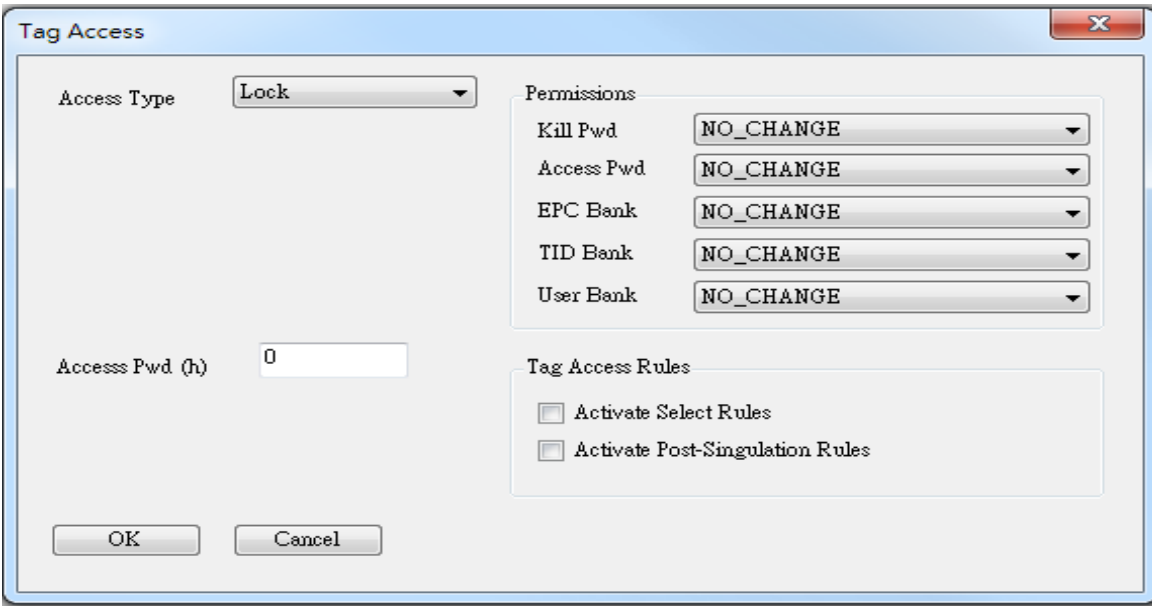 Tag Access
Access Type
Lock
Permissions
Kill Pwd
NO_CHANGE
Access Pwd
NO_CHANGE
EPC Bank
NO_CHANGE
TID Bank
NO_CHANGE
User Bank
NO_CHANGE
Accesss Pwd (h)
0
Tag Access Rules
Activate Select Rules
Activate Post-Singulation Rules
OK
Cancel